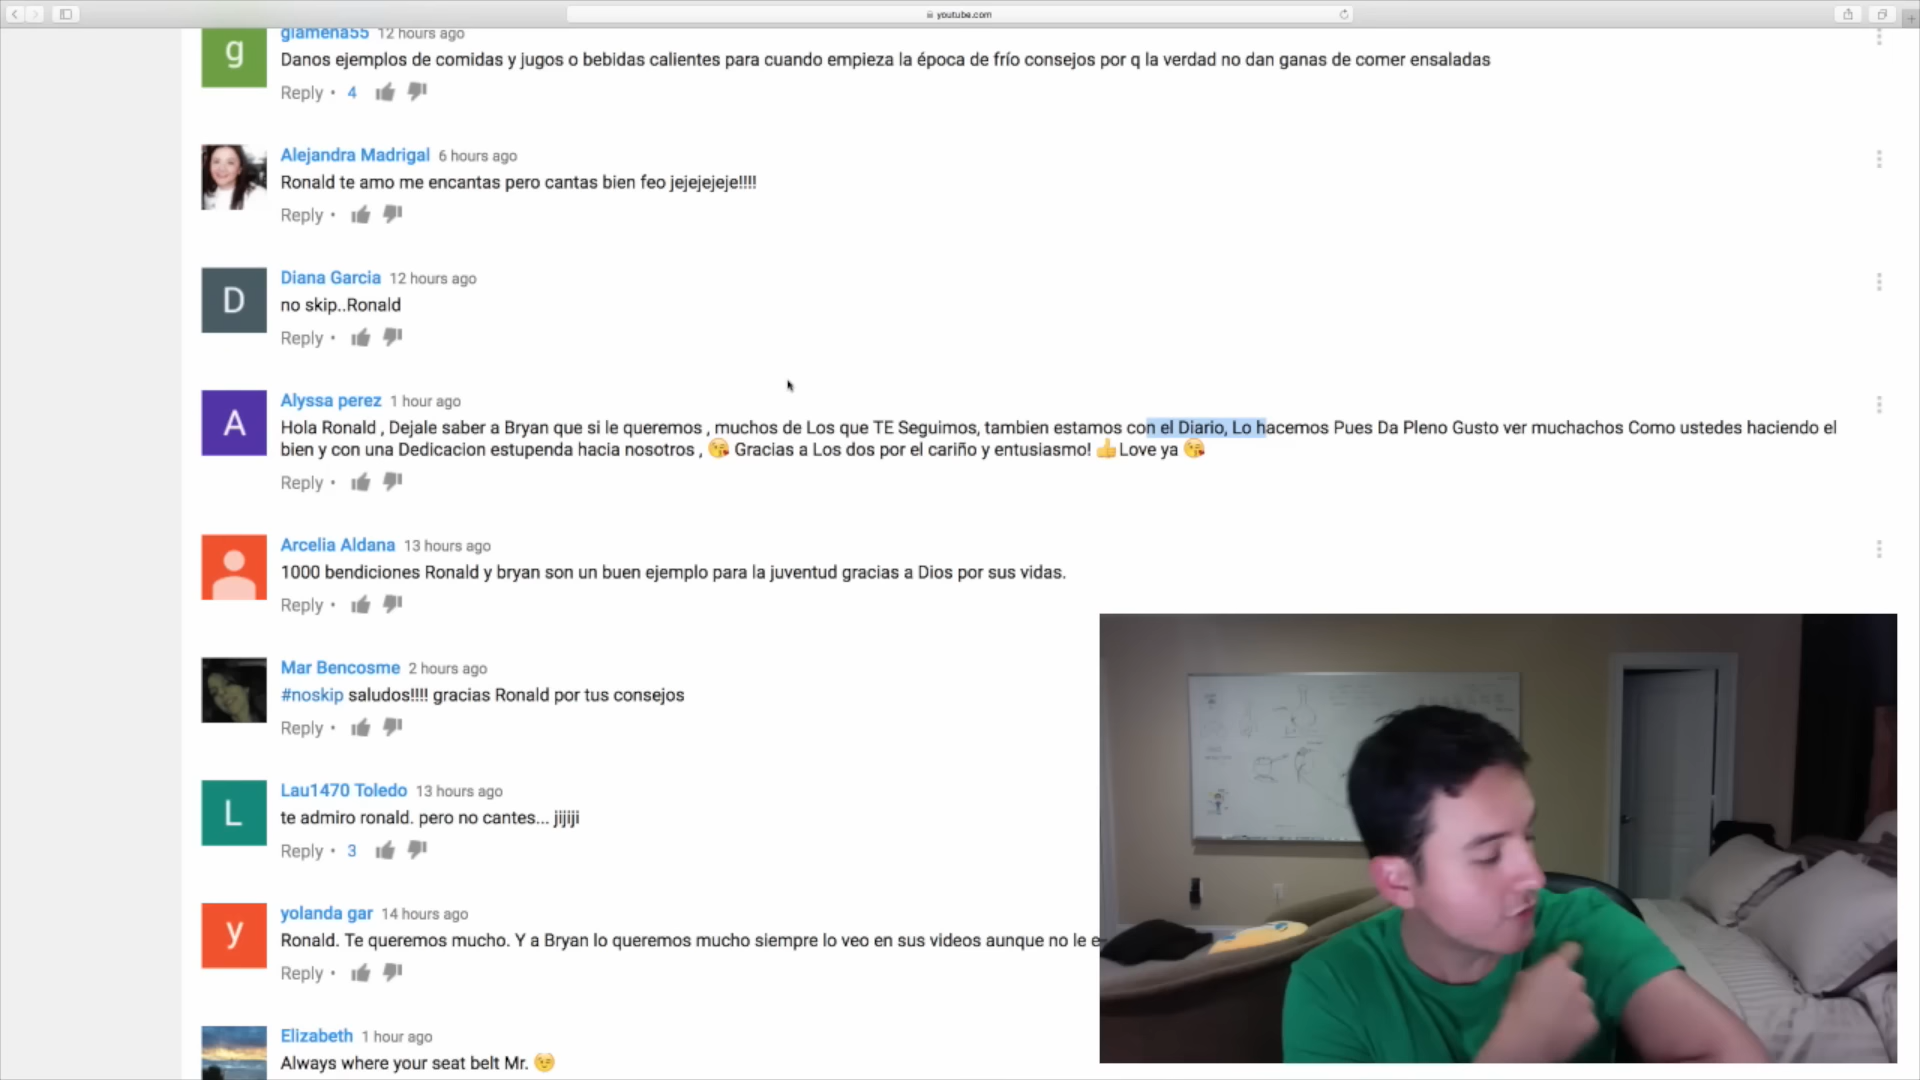 youtube.com
g
glamena55 12 hours ago
Danos ejemplos de comidas y jugos o bebidas calientes para cuando empieza la época de frío consejos por q la verdad no dan ganas de comer ensaladas
Reply • 4
Alejandra Madrigal 6 hours ago
Ronald te amo me encantas pero cantas bien feo jejejejeje!!!!
Reply •
D
Diana Garcia 12 hours ago
no skip..Ronald
Reply •
A
Alyssa perez 1 hour ago
Hola Ronald , Dejale saber a Bryan que si le queremos , muchos de Los que TE Seguimos, tambien estamos con el Diario, Lo hacemos Pues Da Pleno Gusto ver muchachos Como ustedes haciendo el
bien y con una Dedicacion estupenda hacia nosotros , 😘 Gracias a Los dos por el cariño y entusiasmo! 👍Love ya 😘
Reply •
Arcelia Aldana 13 hours ago
1000 bendiciones Ronald y bryan son un buen ejemplo para la juventud gracias a Dios por sus vidas.
Reply •
Mar Bencosme 2 hours ago
#noskip saludos!!!! gracias Ronald por tus consejos
Reply •
L
Lau1470 Toledo 13 hours ago
te admiro ronald. pero no cantes... jijiji
Reply • 3
y
yolanda gar 14 hours ago
Ronald. Te queremos mucho. Y a Bryan lo queremos mucho siempre lo veo en sus videos aunque no le
Reply •
Elizabeth 1 hour ago
Always where your seat belt Mr. 😉